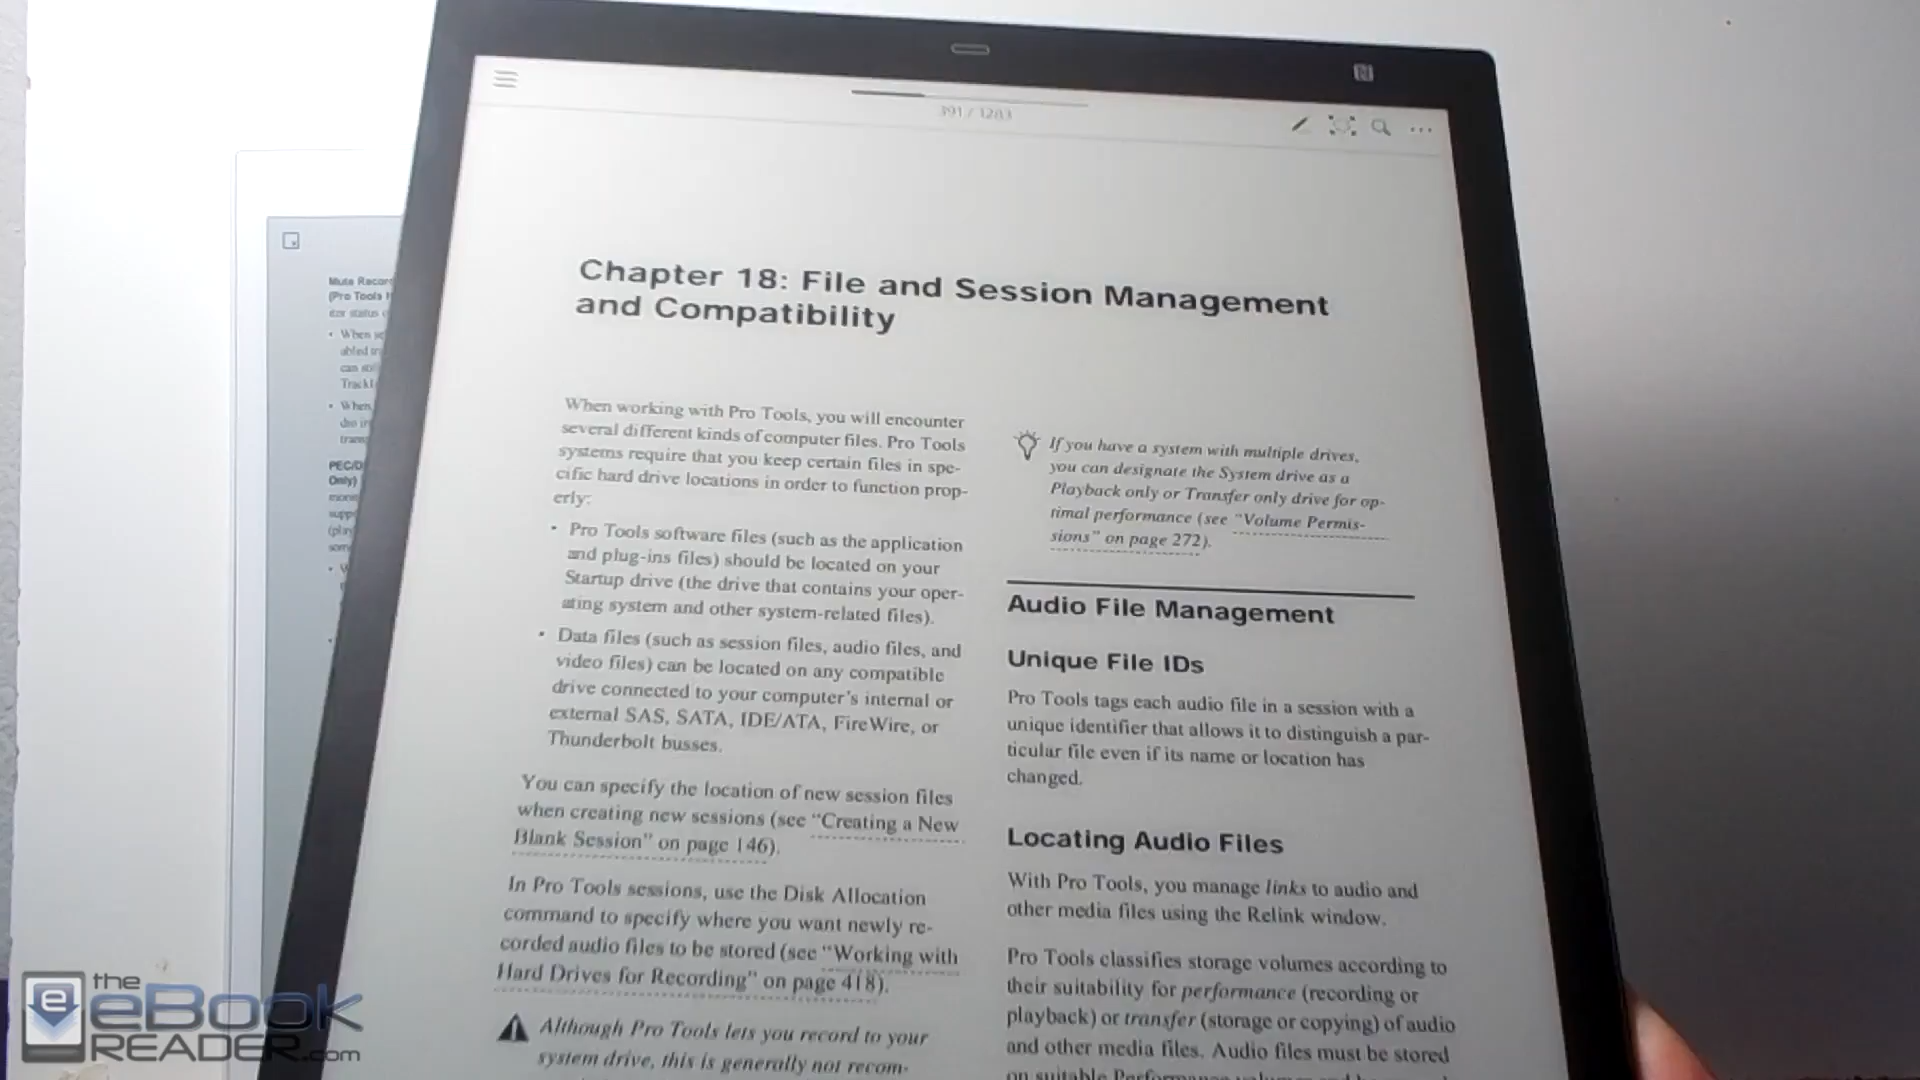 391 / 1283
Chapter 18: File and Session Management
and Compatibility
When working with Pro Tools, you will encounter
several different kinds of computer files. Pro Tools
systems require that you keep certain files in spe-
cific hard drive locations in order to function prop-
erly:
• Pro Tools software files (such as the application
and plug-ins files) should be located on your
Startup drive (the drive that contains your oper-
ating system and other system-related files).
• Data files (such as session files, audio files, and
video files) can be located on any compatible
drive connected to your computer's internal or
external SAS, SATA, IDE/ATA, FireWire, or
Thunderbolt busses.
You can specify the location of new session files
when creating new sessions (see "Creating a New
Blank Session" on page 146).
In Pro Tools sessions, use the Disk Allocation
command to specify where you want newly re-
corded audio files to be stored (see "Working with
Hard Drives for Recording" on page 418).
Although Pro Tools lets you record to your
system drive, this is generally not recom-
If you have a system with multiple drives,
you can designate the System drive as a
Playback only or Transfer only drive for op-
timal performance (see "Volume Permis-
sions" on page 272).
Audio File Management
Unique File IDs
Pro Tools tags each audio file in a session with a
unique identifier that allows it to distinguish a par-
ticular file even if its name or location has
changed.
Locating Audio Files
With Pro Tools, you manage links to audio and
other media files using the Relink window.
Pro Tools classifies storage volumes according to
their suitability for performance (recording or
playback) or transfer (storage or copying) of audio
and other media files. Audio files must be stored
on suitable Performance
Mute Record
(Pro Tools
itor status
• When
can
• When
Only)
the
eBook
READER.com